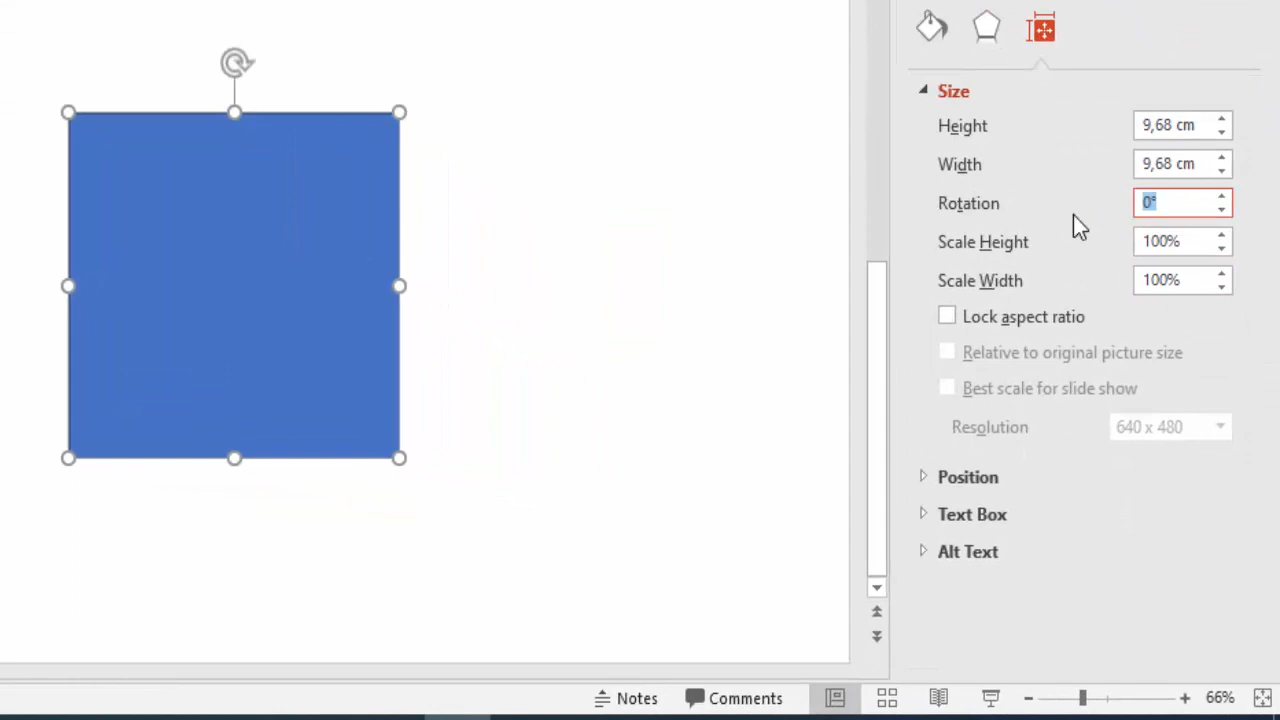 Size
Height 9,68 cm
Width 9,68 cm
Rotation 0°
Scale Height 100%
Scale Width 100%
Lock aspect ratio
Relative to original picture size
Best scale for slide show
Resolution 640 x 480
Position
Text Box
Alt Text
Notes Comments 66%